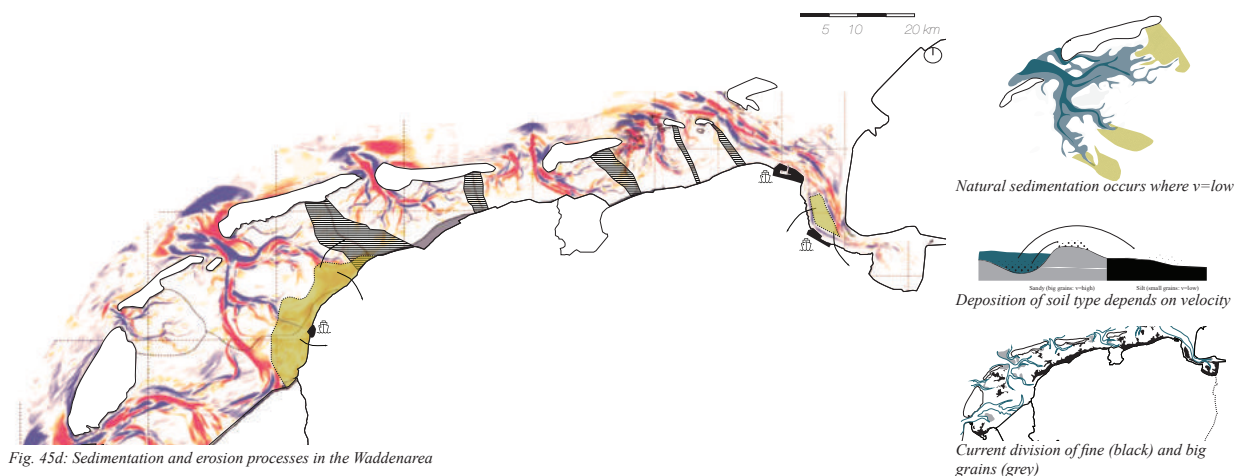 5 10 20 km
Natural sedimentation occurs where v=low
Sandy (big grains: v=high) Silt (small grains: v=low)
Deposition of soil type depends on velocity
Current division of fine (black) and big
grains (grey)
Fig. 45d: Sedimentation and erosion processes in the Waddenarea